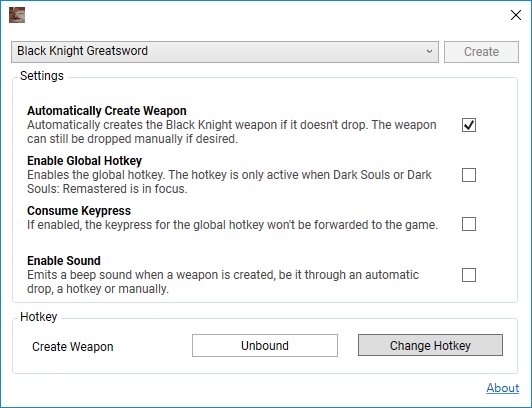 Black Knight Greatsword
Create
Settings
Automatically Create Weapon
Automatically creates the Black Knight weapon if it doesn't drop. The weapon
can still be dropped manually if desired.
Enable Global Hotkey
Enables the global hotkey. The hotkey is only active when Dark Souls or Dark
Souls: Remastered is in focus.
Consume Keypress
If enabled, the keypress for the global hotkey won't be forwarded to the game.
Enable Sound
Emits a beep sound when a weapon is created, be it through an automatic
drop, a hotkey or manually.
Hotkey
Create Weapon
Unbound
Change Hotkey
About